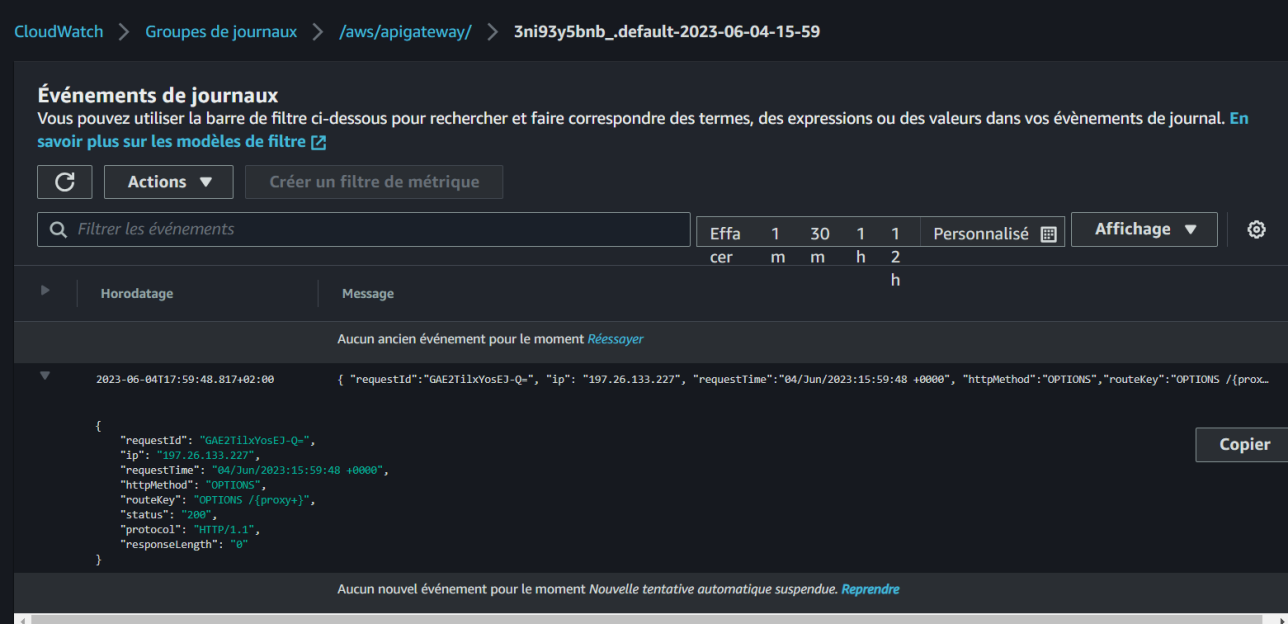 CloudWatch > Groupes de journaux > /aws/apigateway/ > 3ni93y5bnb_.default-2023-06-04-15-59
Événements de journaux
Vous pouvez utiliser la barre de filtre ci-dessous pour rechercher et faire correspondre des termes, des expressions ou des valeurs dans vos évènements de journal. En
savoir plus sur les modèles de filtre
Actions ▼ Créer un filtre de métrique
Filtrer les événements
Effa 1 30 1 1 Personnalisé Affichage ▼
cer m m h 2
h
Horodatage Message
Aucun ancien événement pour le moment Réessayer
2023-06-04T17:59:48.817+02:00 { "requestId":"GAE2TilxYosEJ-Q=", "ip": "197.26.133.227", "requestTime":"04/Jun/2023:15:59:48 +0000", "httpMethod":"OPTIONS","routeKey":"OPTIONS /{prox…
{
"requestId": "GAE2TilxYosEJ-Q=",
Copier
"ip": "197.26.133.227",
"requestTime": "04/Jun/2023:15:59:48 +0000",
"httpMethod": "OPTIONS",
"routeKey": "OPTIONS /{proxy+}",
"status": "200",
"protocol": "HTTP/1.1",
"responseLength": "0"
}
Aucun nouvel événement pour le moment Nouvelle tentative automatique suspendue. Reprendre